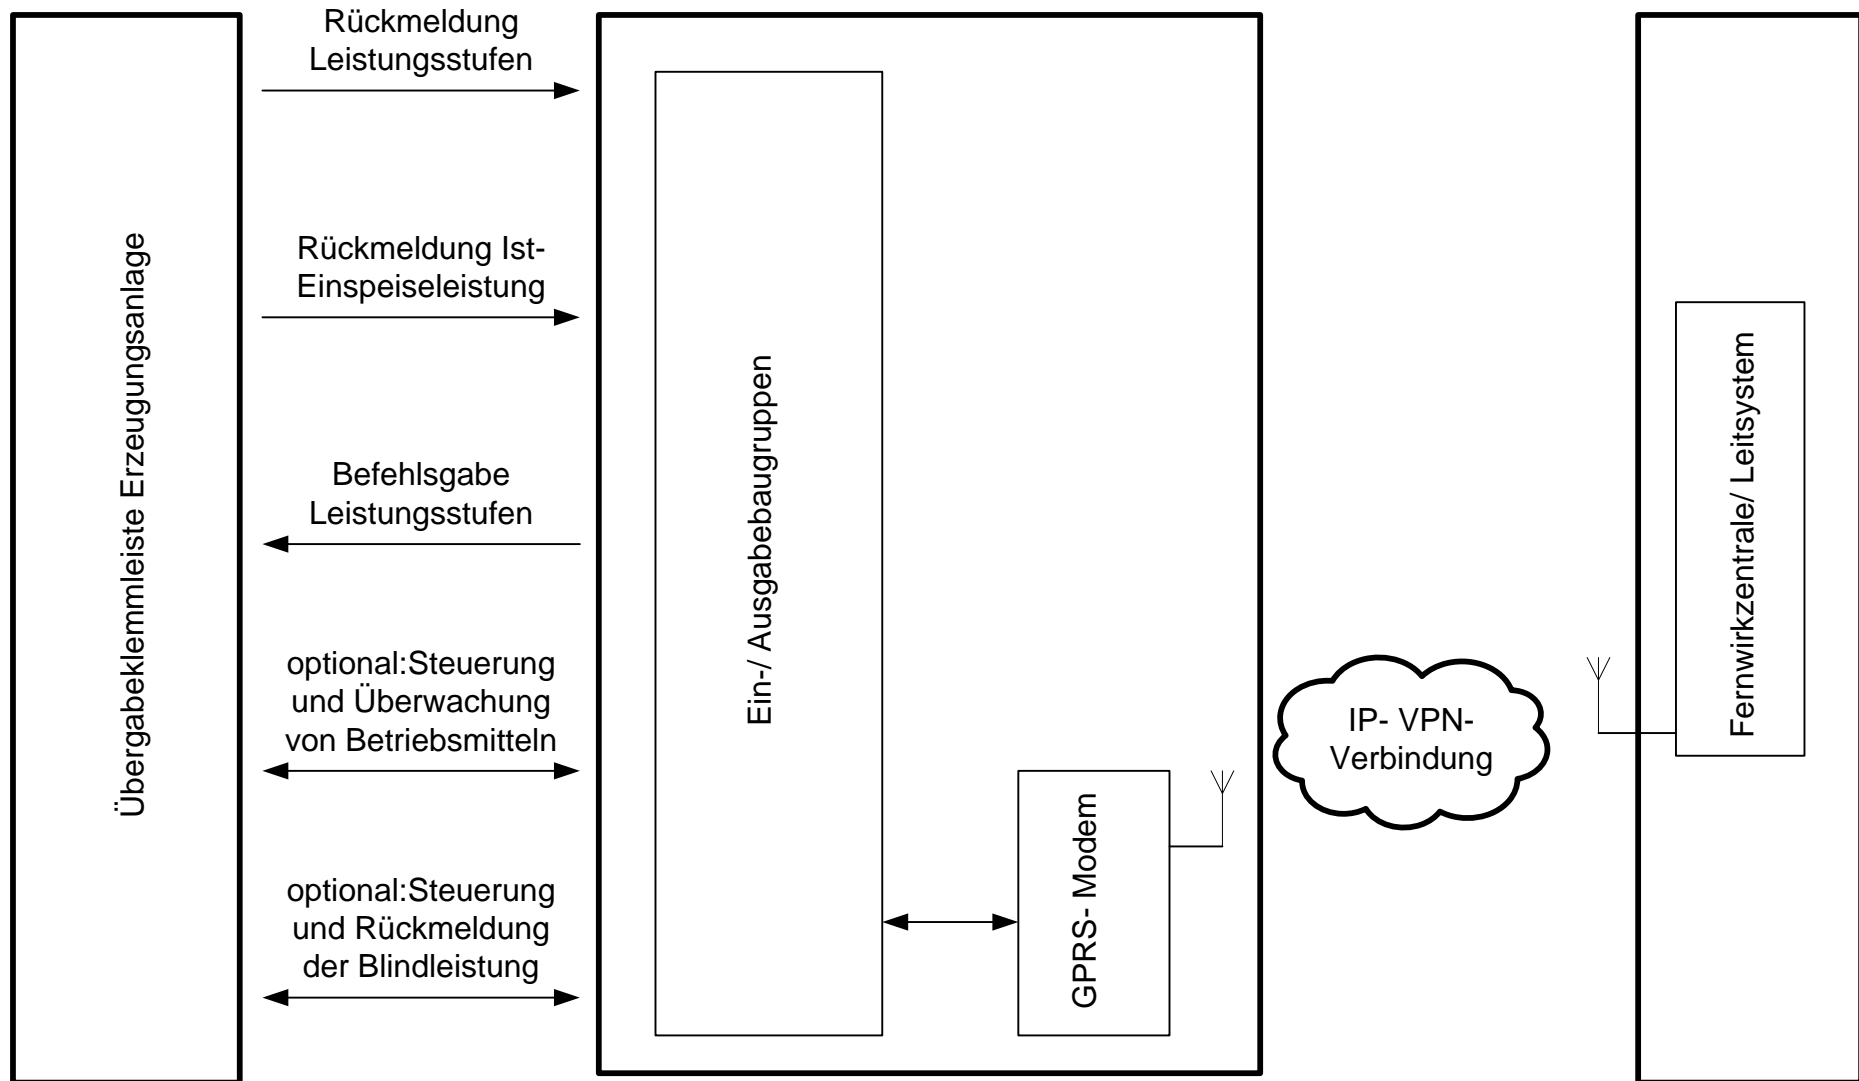 Übergabeklemmleiste Erzeugungsanlage
Rückmeldung
Leistungsstufen
Rückmeldung Ist-
Einspeiseleistung
Befehlsgabe
Leistungsstufen
optional:Steuerung
und Überwachung
von Betriebsmitteln
optional:Steuerung
und Rückmeldung
der Blindleistung
Ein-/ Ausgabebaugruppen
GPRS- Modem
IP- VPN-
Verbindung
Fernwirkzentrale/ Leitsystem